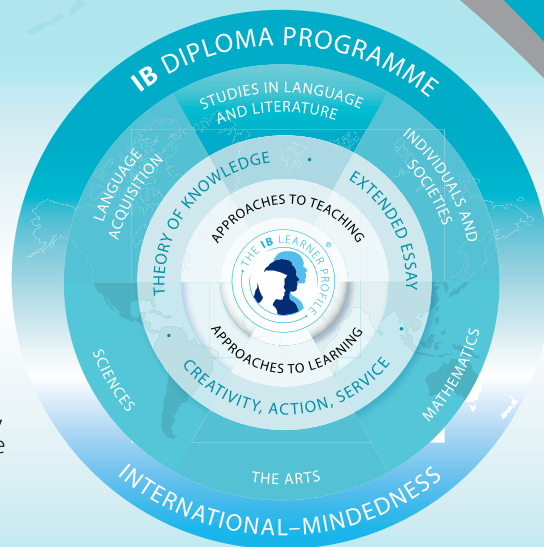 IB DIPLOMA PROGRAMME
STUDIES IN LANGUAGE
AND LITERATURE
LANGUAGE
ACQUISITION
INDIVIDUALS AND
SOCIETIES
THEORY OF KNOWLEDGE
EXTENDED ESSAY
APPROACHES TO TEACHING
• THE IB LEARNER PROFILE •
®
APPROACHES TO LEARNING
CREATIVITY, ACTION, SERVICE
SCIENCES
MATHEMATICS
THE ARTS
INTERNATIONAL–MINDEDNESS